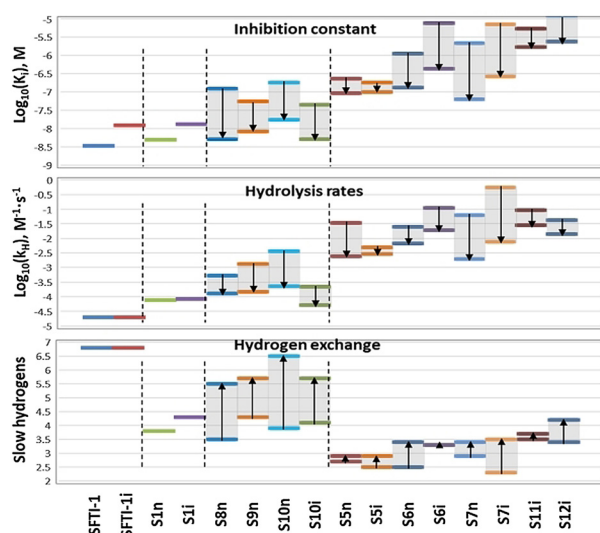 Inhibition constant
Log10(Ki), M
-5
-5.5
-6
-6.5
-7
-7.5
-8
-8.5
-9
Hydrolysis rates
Log10(kH), M-1·s-1
0
-0.5
-1
-1.5
-2
-2.5
-3
-3.5
-4
-4.5
-5
Hydrogen exchange
Slow hydrogens
6.5
6
5.5
5
4.5
4
3.5
3
2.5
2
SFTI-1
SFTI-1i
S1n
S1i
S8n
S9n
S10n
S10i
S5n
S5i
S6n
S6i
S7n
S7i
S11i
S12i